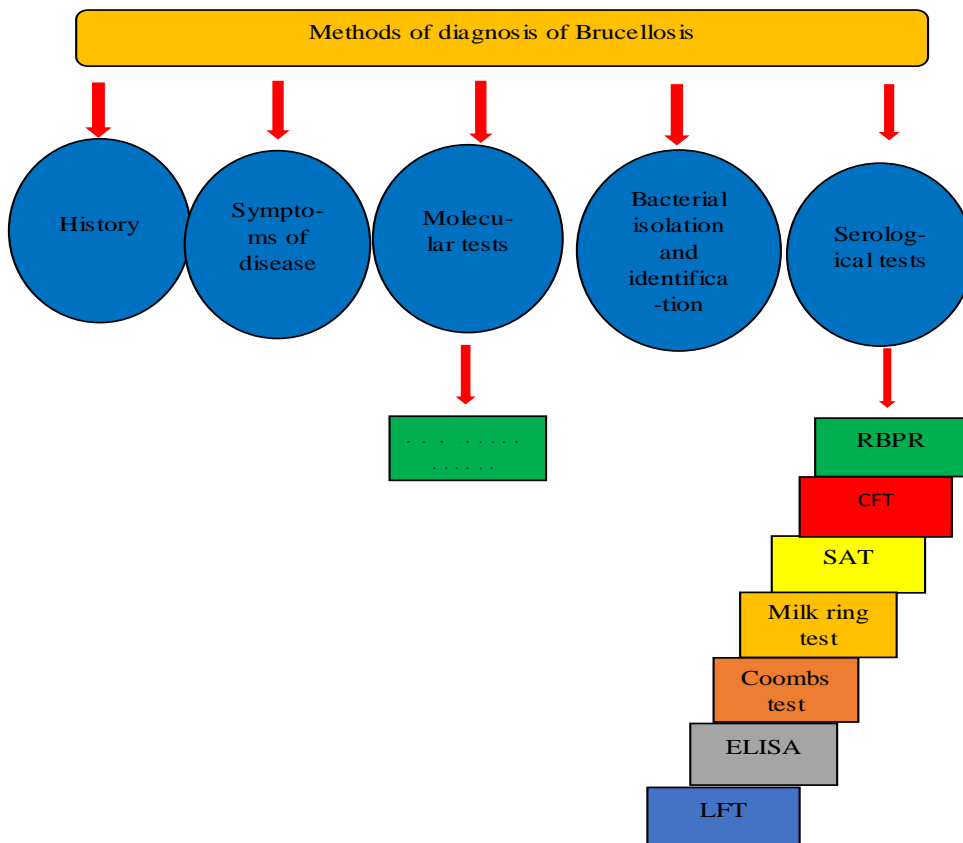 Methods of diagnosis of Brucellosis
History
Sympto-
ms of
disease
Molecu-
lar tests
Bacterial
isolation
and
identifica
-tion
Serolog-
ical tests
RBPR
CFT
SAT
Milk ring
test
Coombs
test
ELISA
LFT